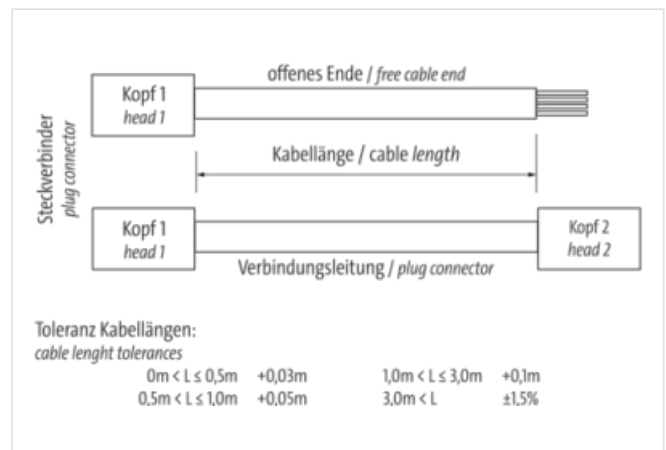 offenes Ende / free cable end
Kopf 1
head 1
Steckverbinder
plug connector
Kabellänge / cable length
Kopf 1
head 1
Kopf 2
head 2
Verbindungsleitung / plug connector
Toleranz Kabellängen:
cable lenght tolerances
0m < L ≤ 0,5m +0,03m 1,0m < L ≤ 3,0m +0,1m
0,5m < L ≤ 1,0m +0,05m 3,0m < L ±1,5%